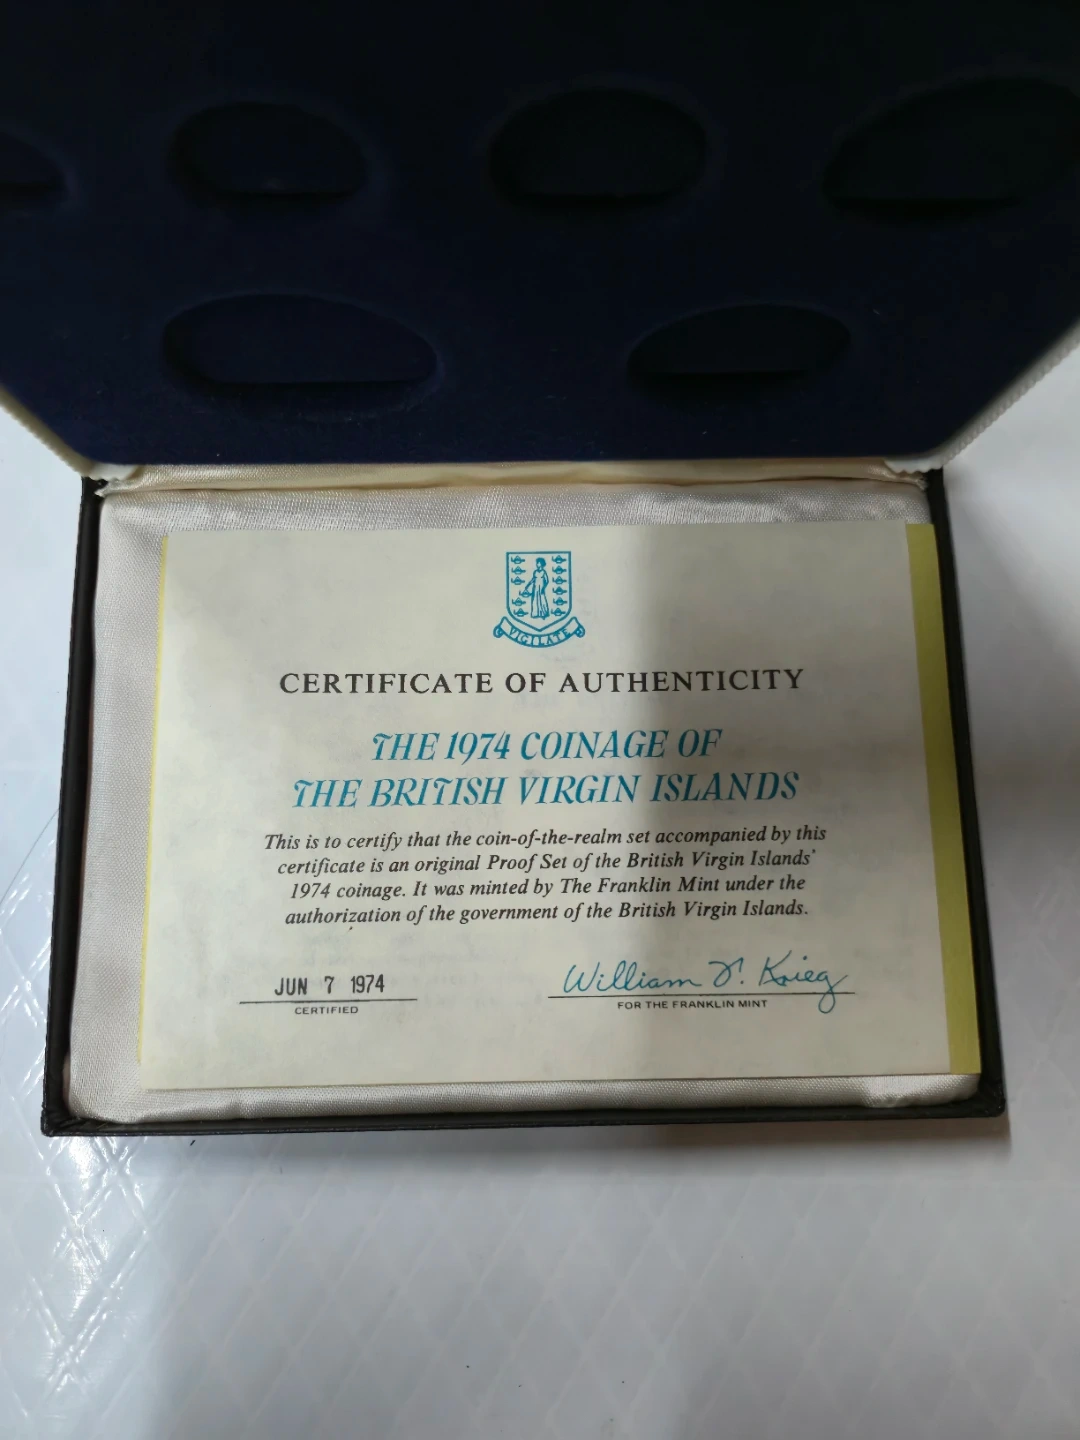 VIGILATE
CERTIFICATE OF AUTHENTICITY
THE 1974 COINAGE OF
THE BRITISH VIRGIN ISLANDS
This is to certify that the coin-of-the-realm set accompanied by this
certificate is an original Proof Set of the British Virgin Islands'
1974 coinage. It was minted by The Franklin Mint under the
authorization of the government of the British Virgin Islands.
JUN 7 1974
CERTIFIED
William T. Krieg
FOR THE FRANKLIN MINT